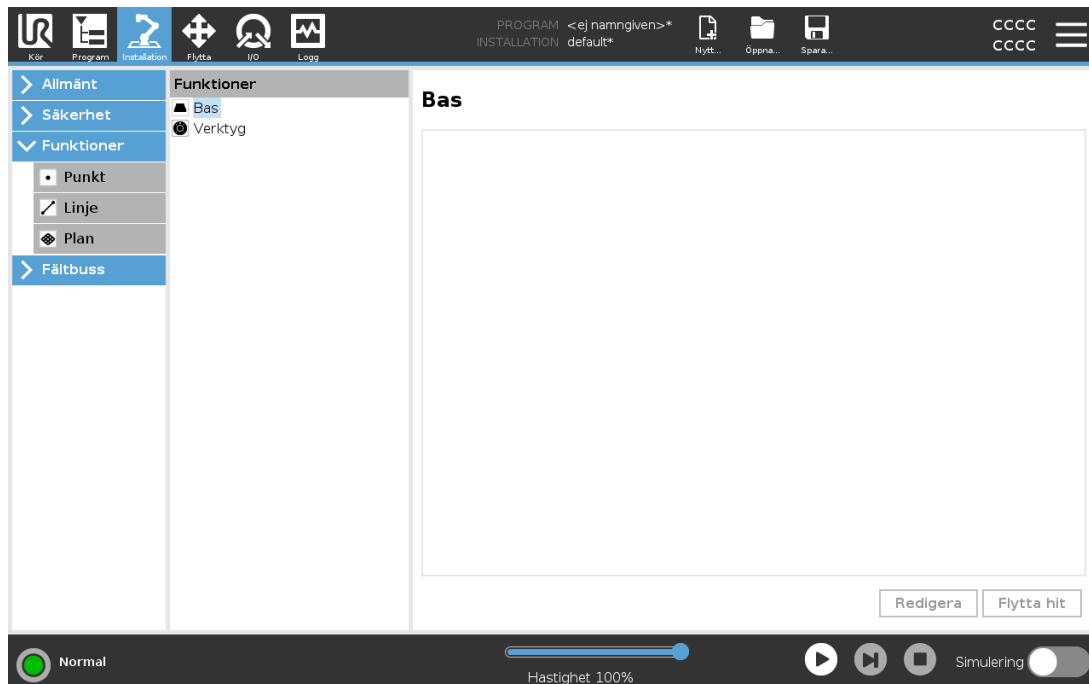 PROGRAM <ej namngiven>*
INSTALLATION default*
CCCC
CCCC
Kör Program Installation Flytta I/O Logg Nytt... Öppna... Spara...
Allmänt
Säkerhet
Funktioner
Punkt
Linje
Plan
Fältbuss
Funktioner
Bas
Verktyg
Bas
Redigera Flytta hit
Normal
Hastighet 100%
Simulering